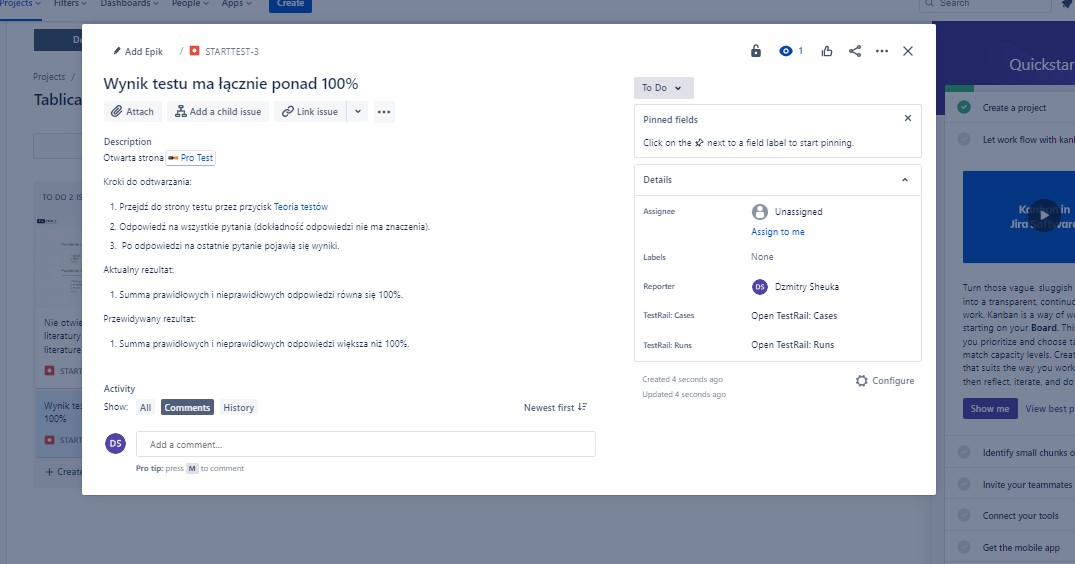 Projects
Filters
Dashboards
People
Apps
Create
Search
Projects /
Tablica
TO DO 2 IS
Nie otwie
literatury
literature
START
Wynik tes
100%
START
+ Create
Add Epik / STARTTEST-3
1
Wynik testu ma łącznie ponad 100%
Attach
Add a child issue
Link issue
Description
Otwarta strona Pro Test
Kroki do odtwarzania:
1. Przejdź do strony testu przez przycisk Teoria testów
2. Odpowiedź na wszystkie pytania (dokładność odpowiedzi nie ma znaczenia).
3. Po odpowiedzi na ostatnie pytanie pojawią się wyniki.
Aktualny rezultat:
1. Summa prawidłowych i nieprawidłowych odpowiedzi równa się 100%.
Przewidywany rezultat:
1. Summa prawidłowych i nieprawidłowych odpowiedzi większa niż 100%.
Activity
Show: All Comments History
Newest first
DS
Add a comment...
Pro tip: press M to comment
To Do
Pinned fields
Click on the next to a field label to start pinning.
Details
Assignee
Unassigned
Assign to me
Labels
None
Reporter
DS Dzmitry Sheuka
TestRail: Cases
Open TestRail: Cases
TestRail: Runs
Open TestRail: Runs
Created 4 seconds ago
Updated 4 seconds ago
Configure
Quickstar
Create a project
Let work flow with kanb
Kanban in
Jira Software
Turn those vague, sluggish
into a transparent, continuo
work. Kanban is a way of wo
starting on your Board. This
you prioritize and choose ta
match capacity levels. Creat
that suits the way you work
then reflect, iterate, and do
Show me
View best p
Identify small chunks o
Invite your teammates
Connect your tools
Get the mobile app